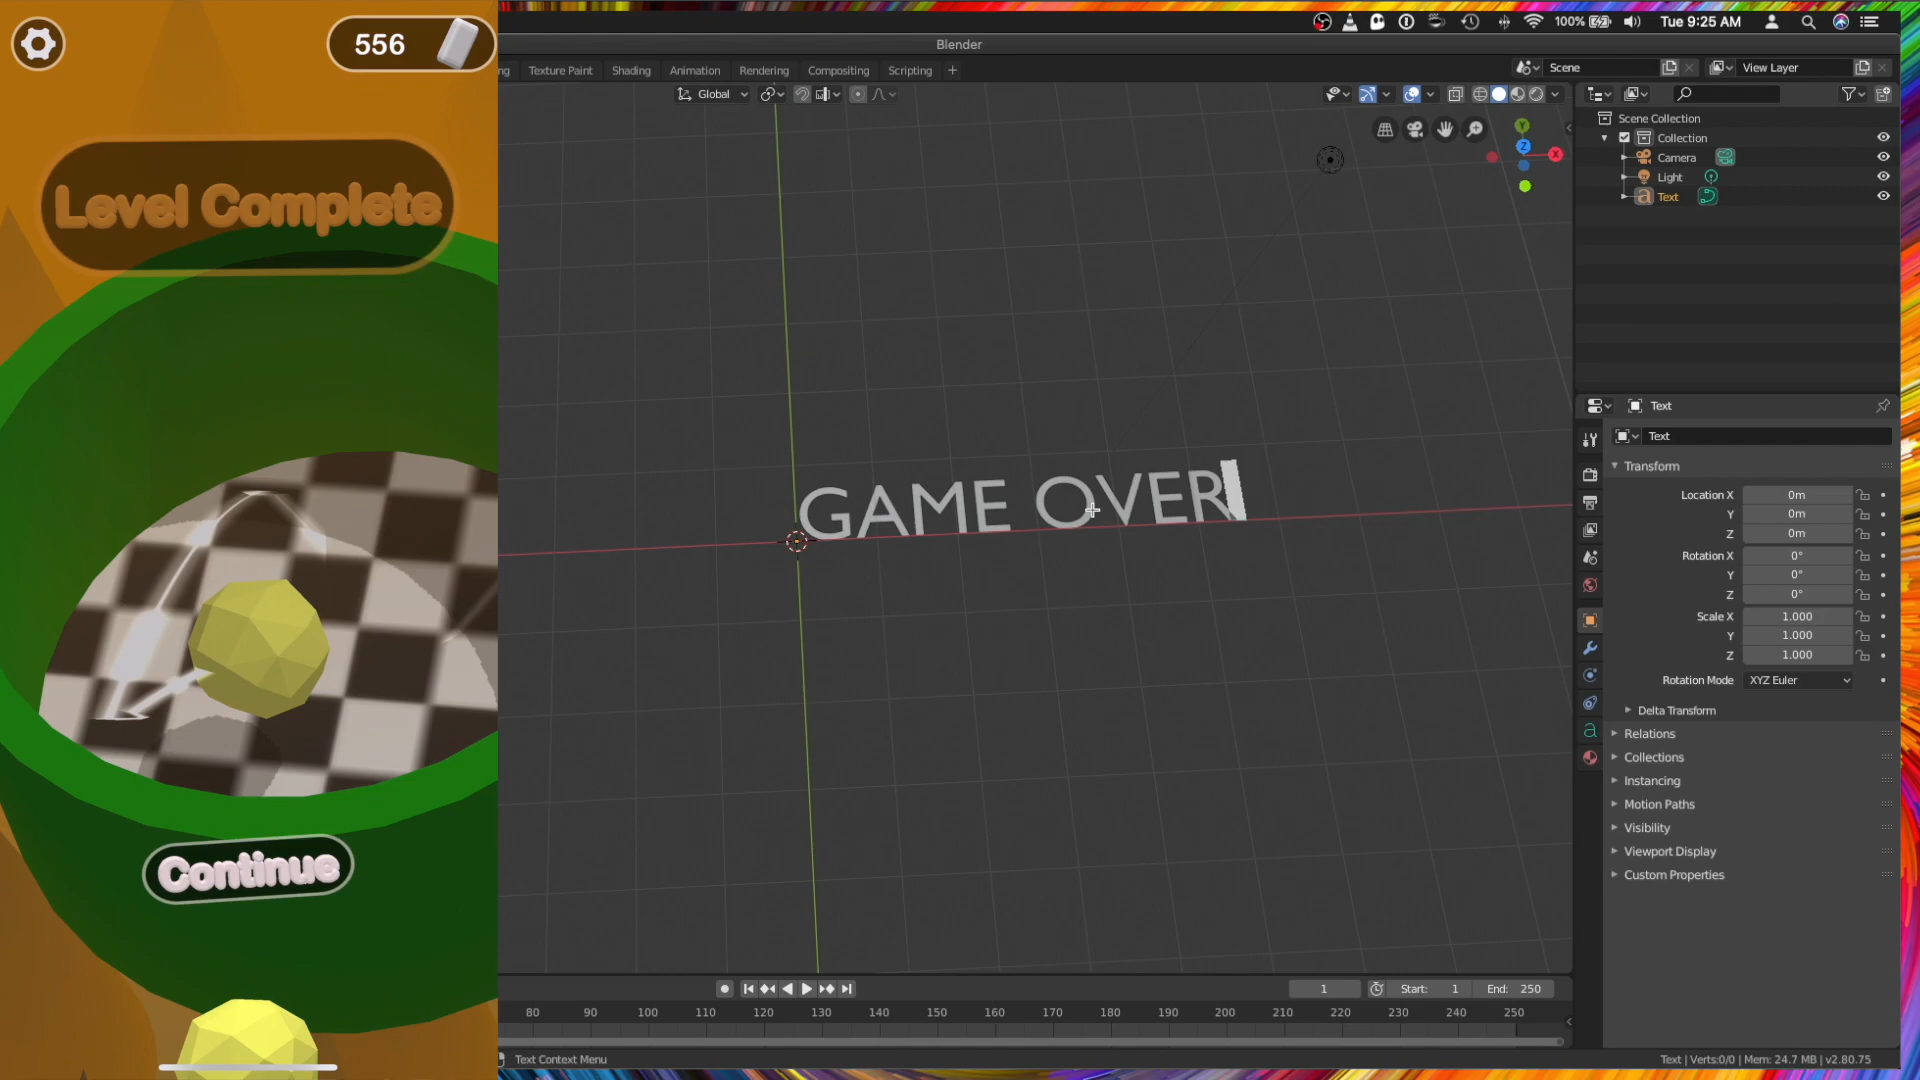 556
Level Complete
Continue
100% Tue 9:25 AM
Blender
Texture Paint Shading Animation Rendering Compositing Scripting +
Scene View Layer
Global
Y
Z
X
Scene Collection
Collection
Camera
Light
Text
GAME OVER
Text
Text
Transform
Location X 0m
Y 0m
Z 0m
Rotation X 0°
Y 0°
Z 0°
Scale X 1.000
Y 1.000
Z 1.000
Rotation Mode XYZ Euler
Delta Transform
Relations
Collections
Instancing
Motion Paths
Visibility
Viewport Display
Custom Properties
1 Start: 1 End: 250
80 90 100 110 120 130 140 150 160 170 180 190 200 210 220 230 240 250
Text Context Menu
Text | Verts:0/0 | Mem: 24.7 MB | v2.80.75